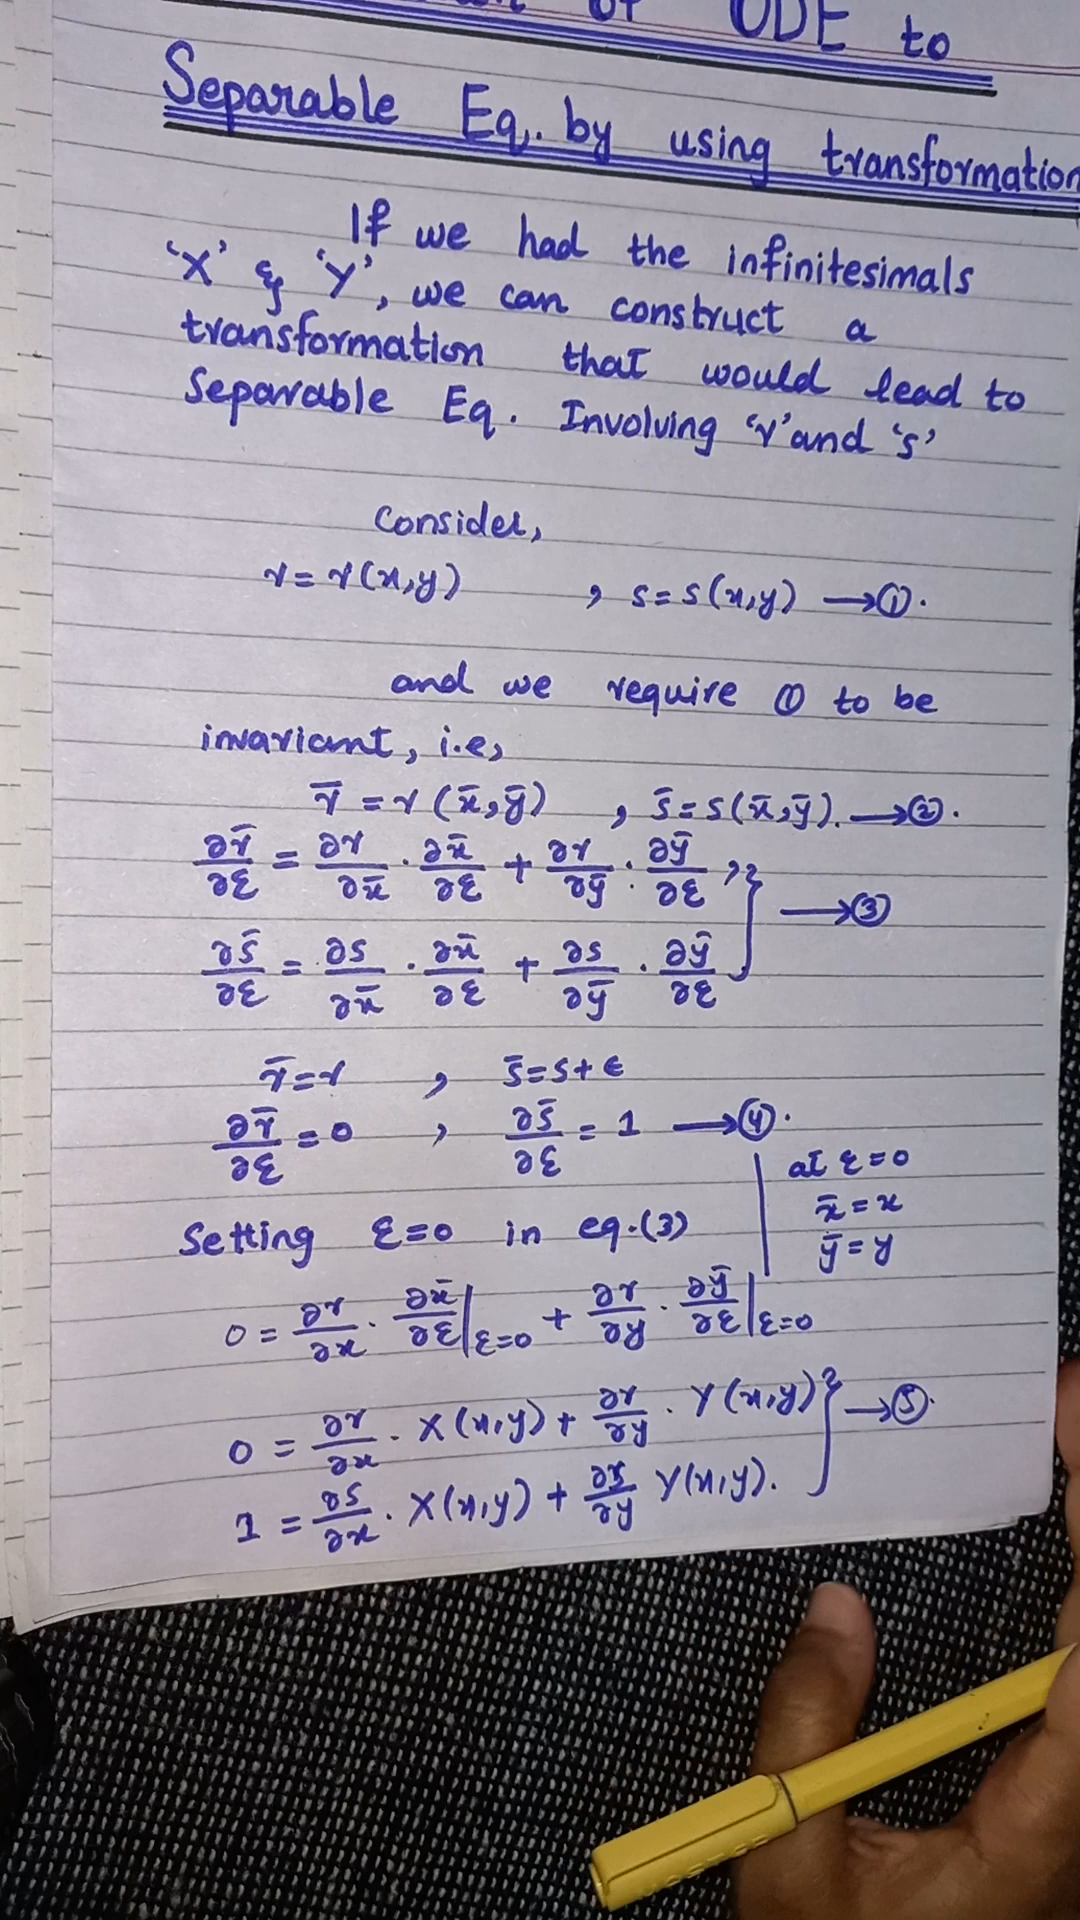 of ODE to
Separable Eq. by using transformation
If we had the infinitesimals
'X' & 'Y', we can construct a
transformation that would lead to
Separable Eq. Involving 'r' and 's'
Consider,
r = r(x,y) , s = s(x,y) → ①.
and we require ① to be
invariant, i.e,
r̄ = r(x̄,ȳ) , s̄ = s(x̄,ȳ). → ②.
∂r̄/∂ε = ∂r/∂x̄ · ∂x̄/∂ε + ∂r/∂ȳ · ∂ȳ/∂ε , } → ③
∂s̄/∂ε = ∂s/∂x̄ · ∂x̄/∂ε + ∂s/∂ȳ · ∂ȳ/∂ε
r̄ = r , s̄ = s + ε
∂r̄/∂ε = 0 , ∂s̄/∂ε = 1 → ④.
at ε=0
x̄ = x
ȳ = y
Setting ε=0 in eq.(3)
0 = ∂r/∂x · ∂x̄/∂ε |ε=0 + ∂r/∂y · ∂ȳ/∂ε |ε=0
0 = ∂r/∂x · X(x,y) + ∂r/∂y · Y(x,y) } → ⑤.
1 = ∂s/∂x · X(x,y) + ∂s/∂y Y(x,y).